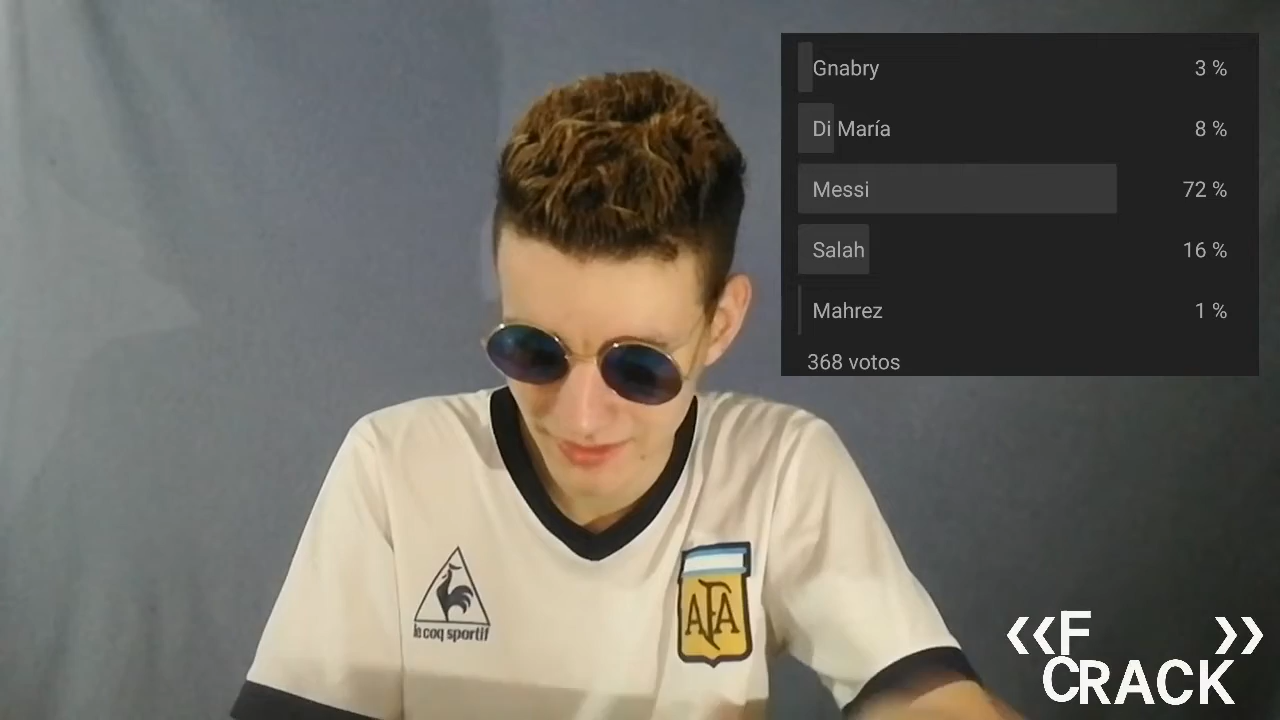 Gnabry 3 %
Di María 8 %
Messi 72 %
Salah 16 %
Mahrez 1 %
368 votos
le coq sportif
AFA
<<F >>
CRACK